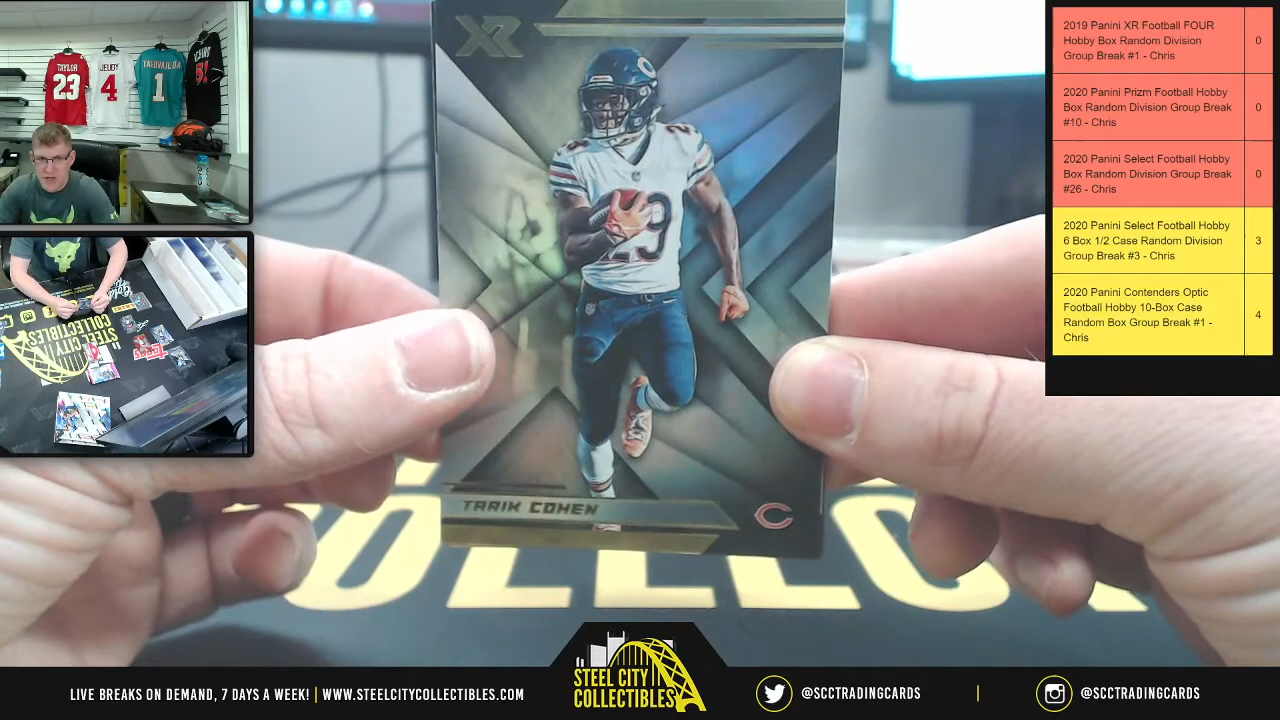 TAYLOR
23
JEUDY
4
TAGOVAILOA
1
ICHIRO
51
2019 Panini XR Football FOUR
Hobby Box Random Division
Group Break #1 - Chris
0
2020 Panini Prizm Football Hobby
Box Random Division Group Break
#10 - Chris
0
2020 Panini Select Football Hobby
Box Random Division Group Break
#26 - Chris
0
2020 Panini Select Football Hobby
6 Box 1/2 Case Random Division
Group Break #3 - Chris
3
2020 Panini Contenders Optic
Football Hobby 10-Box Case
Random Box Group Break #1 -
Chris
4
XR
29
TARIK COHEN
C
STEEL CITY
COLLECTIBLES
COLLECT
STEEL CITY
COLLECTIBLES
LIVE BREAKS ON DEMAND, 7 DAYS A WEEK! | WWW.STEELCITYCOLLECTIBLES.COM
@SCCTRADINGCARDS | @SCCTRADINGCARDS